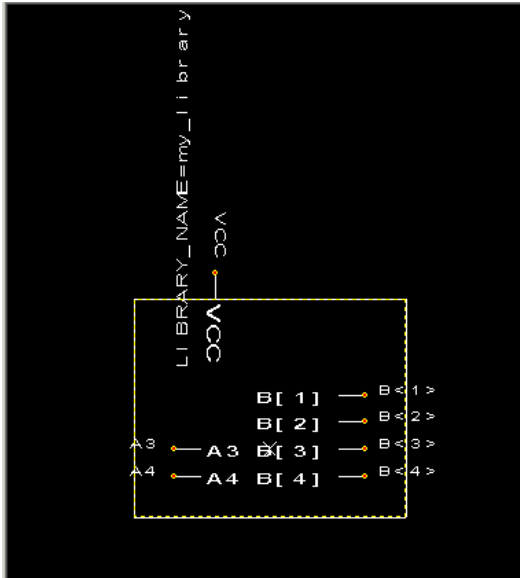 LIBRARY_NAME=my_library
VCC
VCC
B[1] B<1>
B[2] B<2>
A3 A3 B[3] B<3>
A4 A4 B[4] B<4>